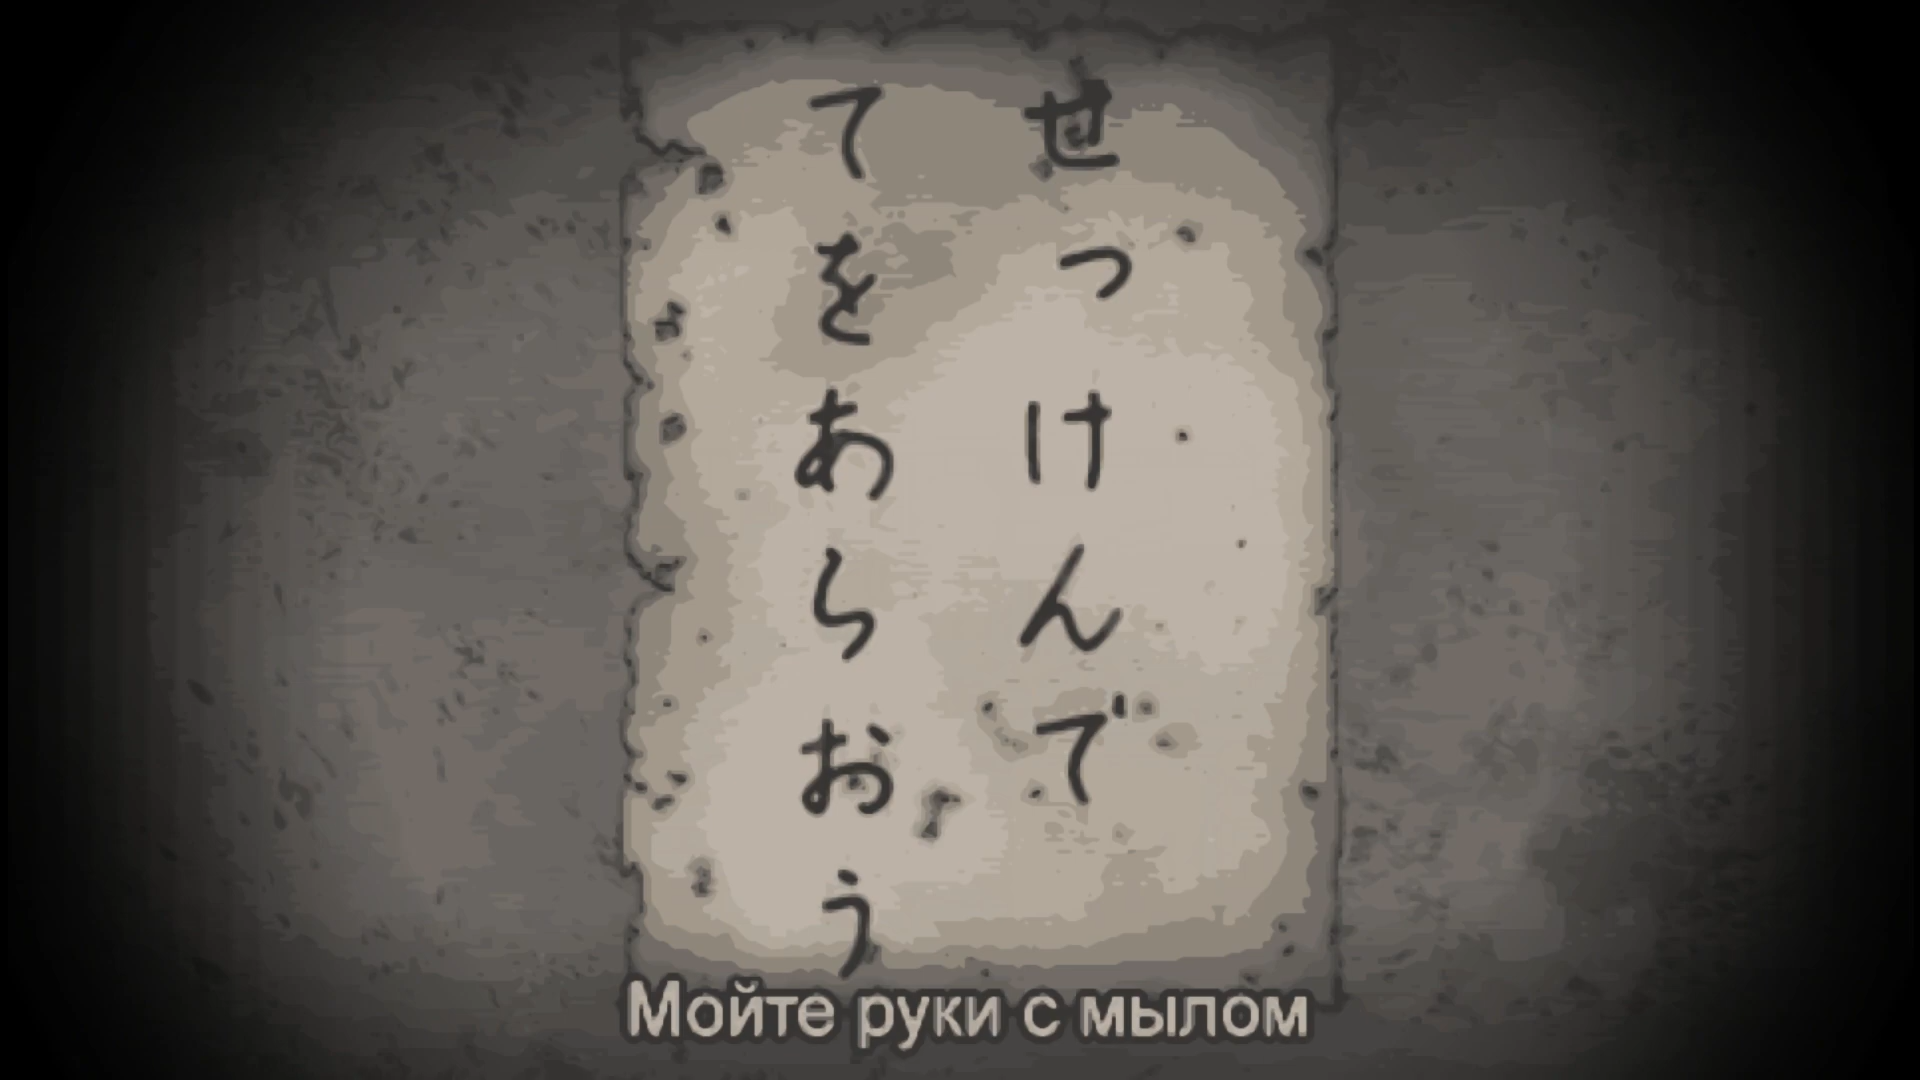 せっけんで
てをあらおう
Мойте руки с мылом